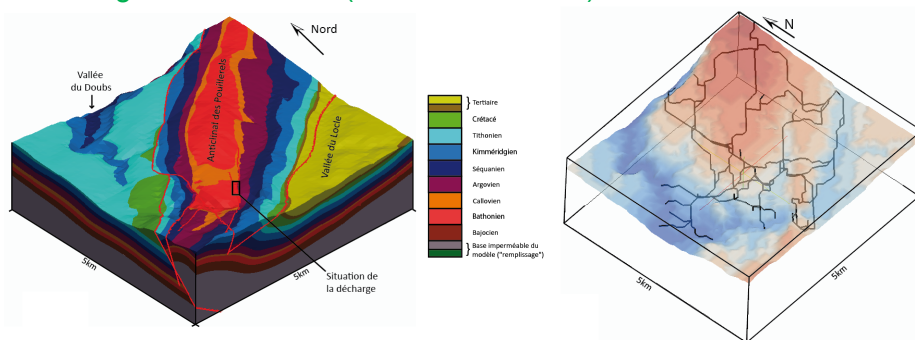 Nord
Vallée
du Doubs
Anticlinal des Pouillerels
Vallée du Locle
5km
5km
Situation de
la décharge
Tertiaire
Crétacé
Tithonien
Kimméridgien
Séquanien
Argovien
Callovien
Bathonien
Bajocien
Base imperméable du
modèle ("remplissage")
N
5km
5km